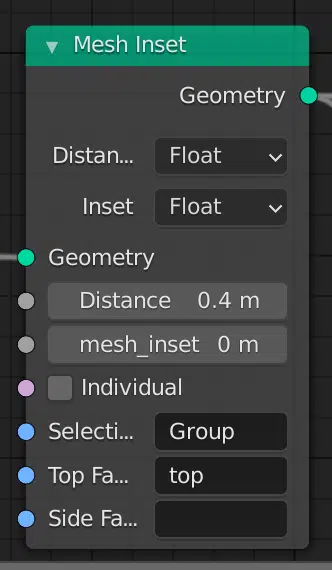 Mesh Inset
Geometry
Distan... Float
Inset Float
Geometry
Distance 0.4 m
mesh_inset 0 m
Individual
Selecti... Group
Top Fa... top
Side Fa...